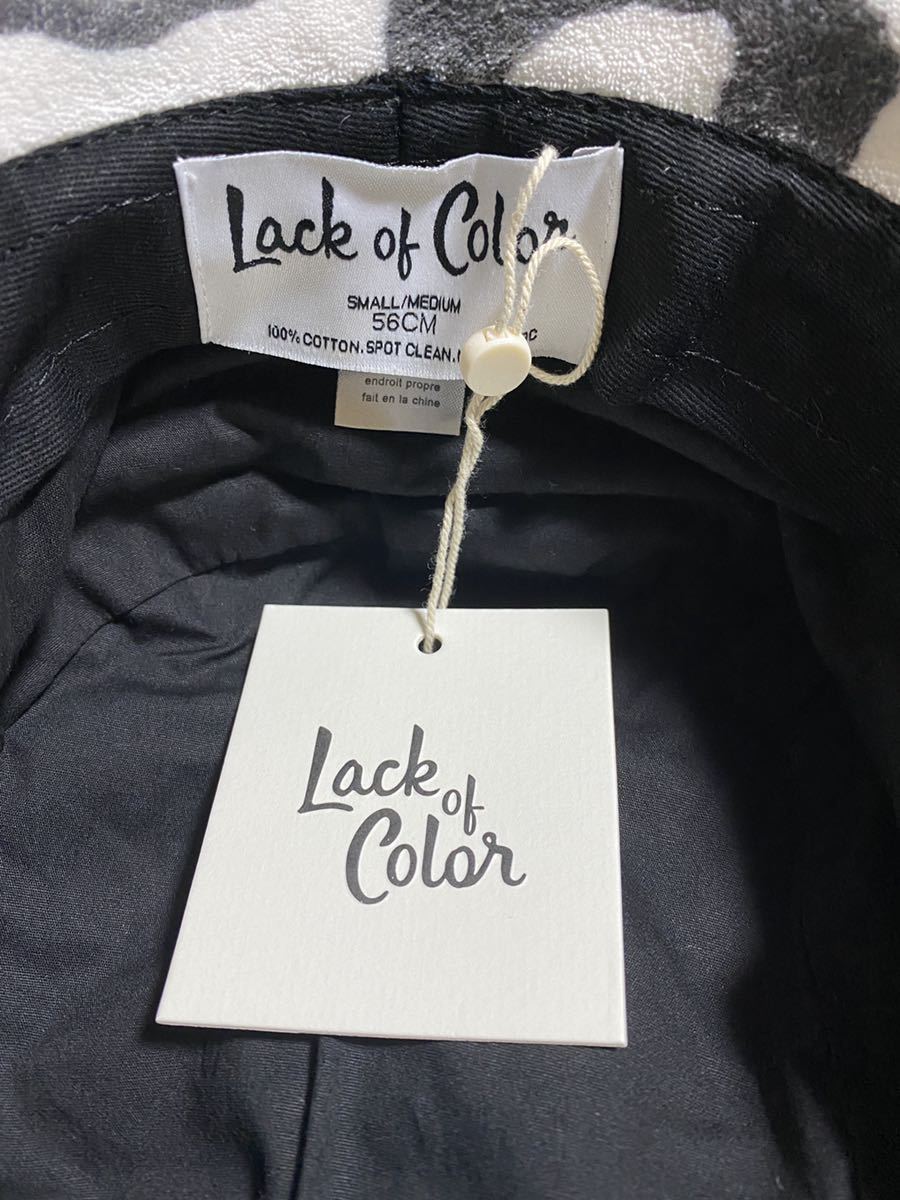 Lack of Color
SMALL/MEDIUM
56CM
100% COTTON. SPOT CLEAN.
endroit propre
fait en la chine
Lack
of
Color